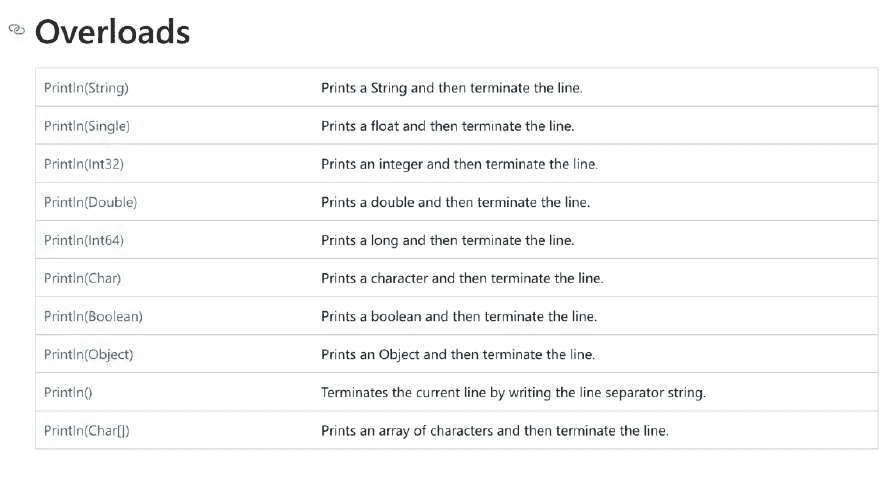 Overloads
Println(String) Prints a String and then terminate the line.
Println(Single) Prints a float and then terminate the line.
Println(Int32) Prints an integer and then terminate the line.
Println(Double) Prints a double and then terminate the line.
Println(Int64) Prints a long and then terminate the line.
Println(Char) Prints a character and then terminate the line.
Println(Boolean) Prints a boolean and then terminate the line.
Println(Object) Prints an Object and then terminate the line.
Println() Terminates the current line by writing the line separator string.
Println(Char[]) Prints an array of characters and then terminate the line.